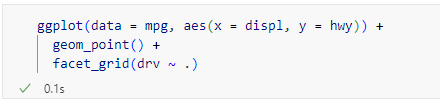 ggplot(data = mpg, aes(x = displ, y = hwy)) +
  geom_point() +
  facet_grid(drv ~ .)
✓ 0.1s